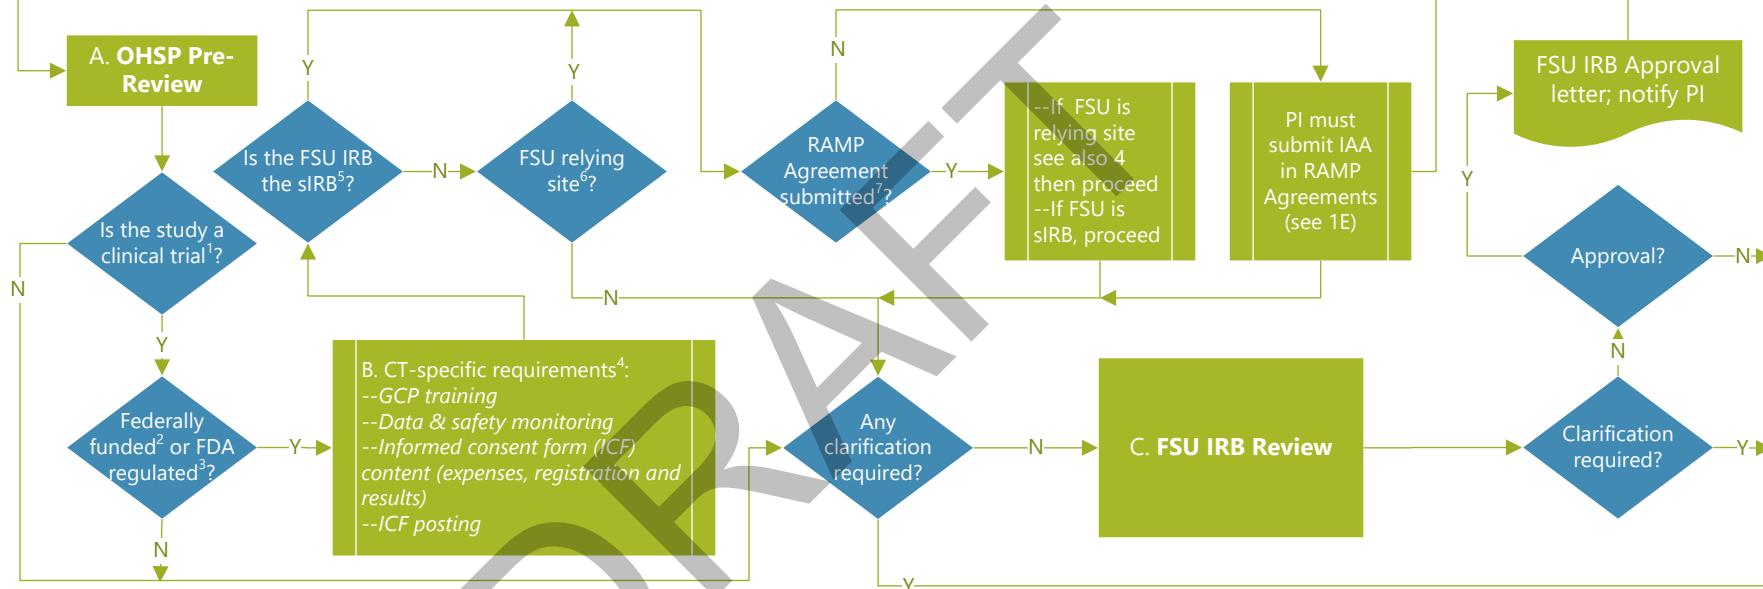 A. OHSP Pre-
Review
Is the study a
clinical trial¹?
N
Y
Federally
funded² or FDA
regulated³?
Y
N
B. CT-specific requirements⁴:
--GCP training
--Data & safety monitoring
--Informed consent form (ICF)
content (expenses, registration and
results)
--ICF posting
Is the FSU IRB
the sIRB⁵?
Y
N
FSU relying
site⁶?
Y
N
RAMP
Agreement
submitted⁷?
N
Y
--If FSU is
relying site
see also 4
then proceed
--If FSU is
sIRB, proceed
PI must
submit IAA
in RAMP
Agreements
(see 1E)
Any
clarification
required?
N
Y
C. FSU IRB Review
Clarification
required?
N
Y
Approval?
Y
N
FSU IRB Approval
letter; notify PI
DRAFT